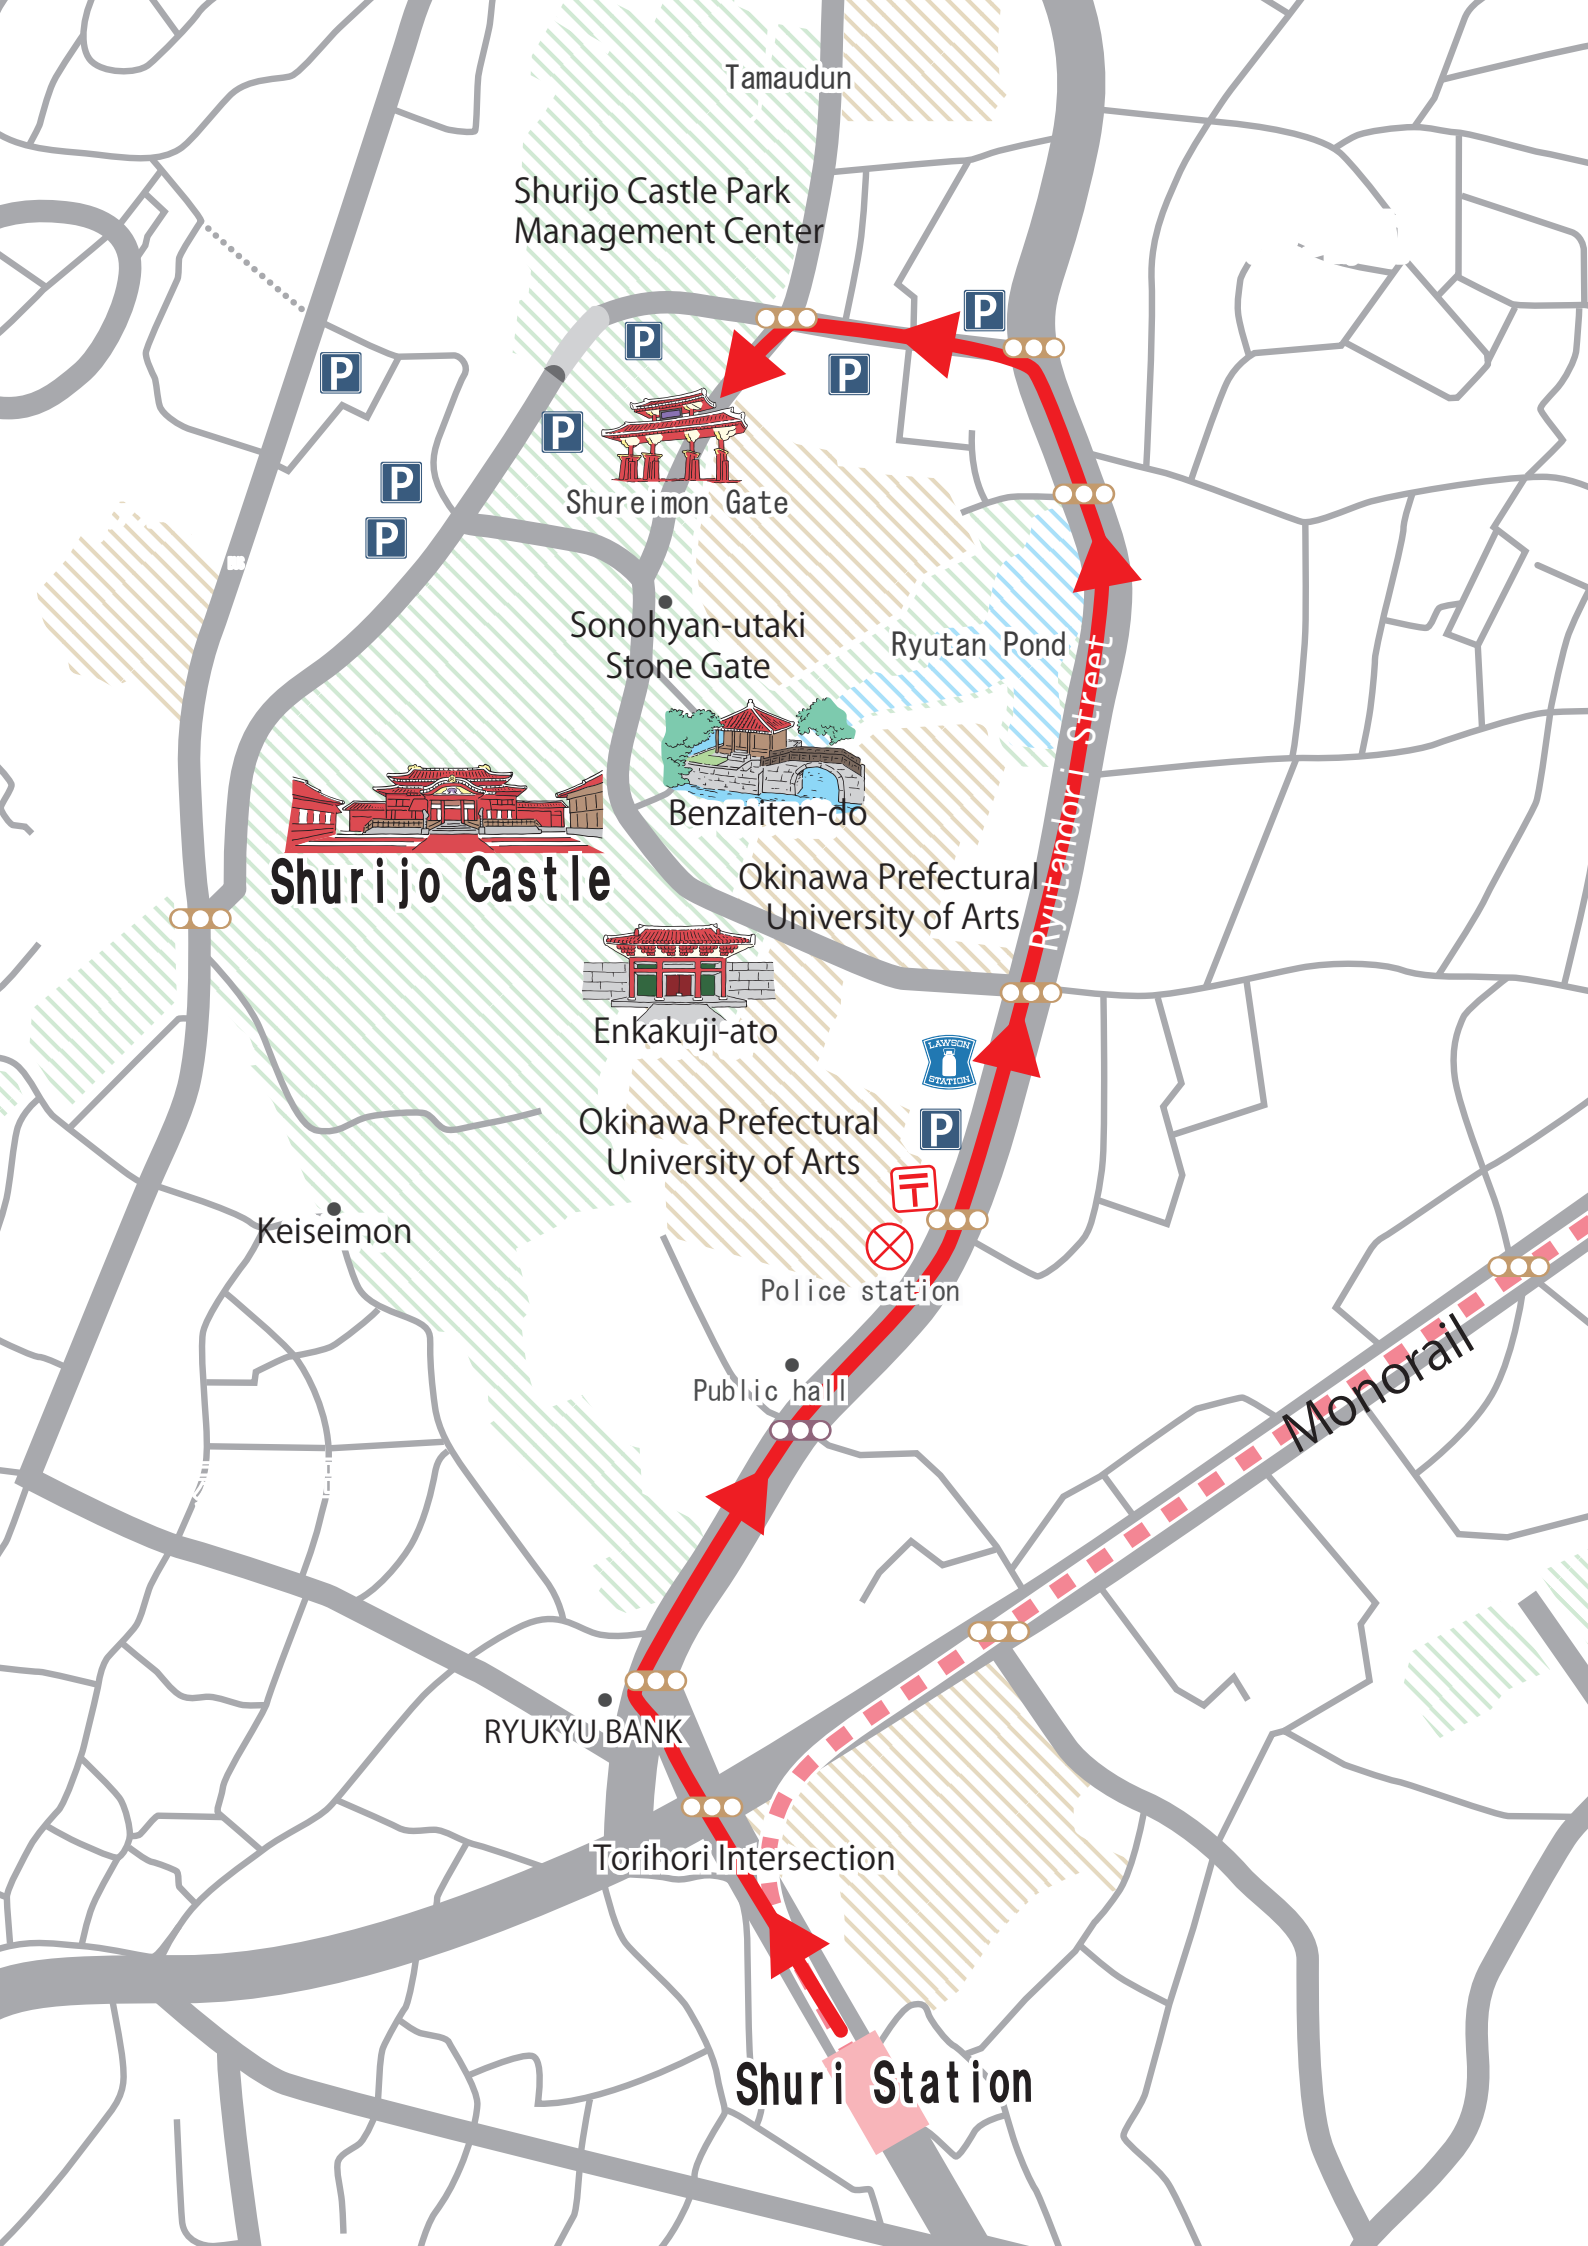 Tamaudun
Shurijo Castle Park
Management Center
P
P
P
P
P
P
P
Shureimon Gate
Sonohyan-utaki
Stone Gate
Ryutan Pond
Ryutandori Street
Benzaiten-do
Shurijo Castle
Okinawa Prefectural
University of Arts
Enkakuji-ato
LAWSON
STATION
P
Okinawa Prefectural
University of Arts
〒
Keiseimon
Police station
Monorail
Public hall
RYUKYU BANK
Torihori Intersection
Shuri Station